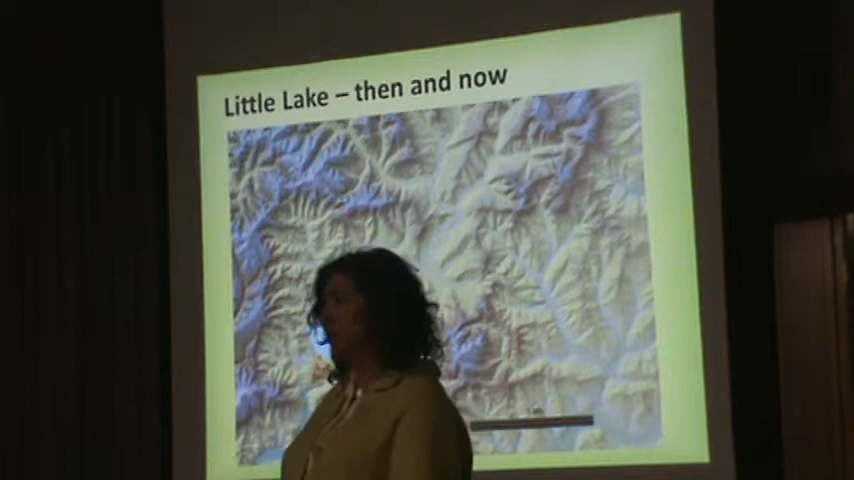 Little Lake – then and now